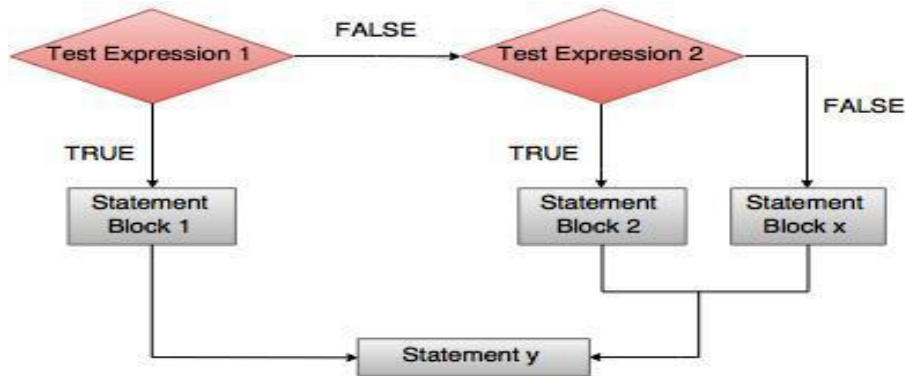 Test Expression 1
FALSE
Test Expression 2
FALSE
TRUE
TRUE
Statement
Block 1
Statement
Block 2
Statement
Block x
Statement y